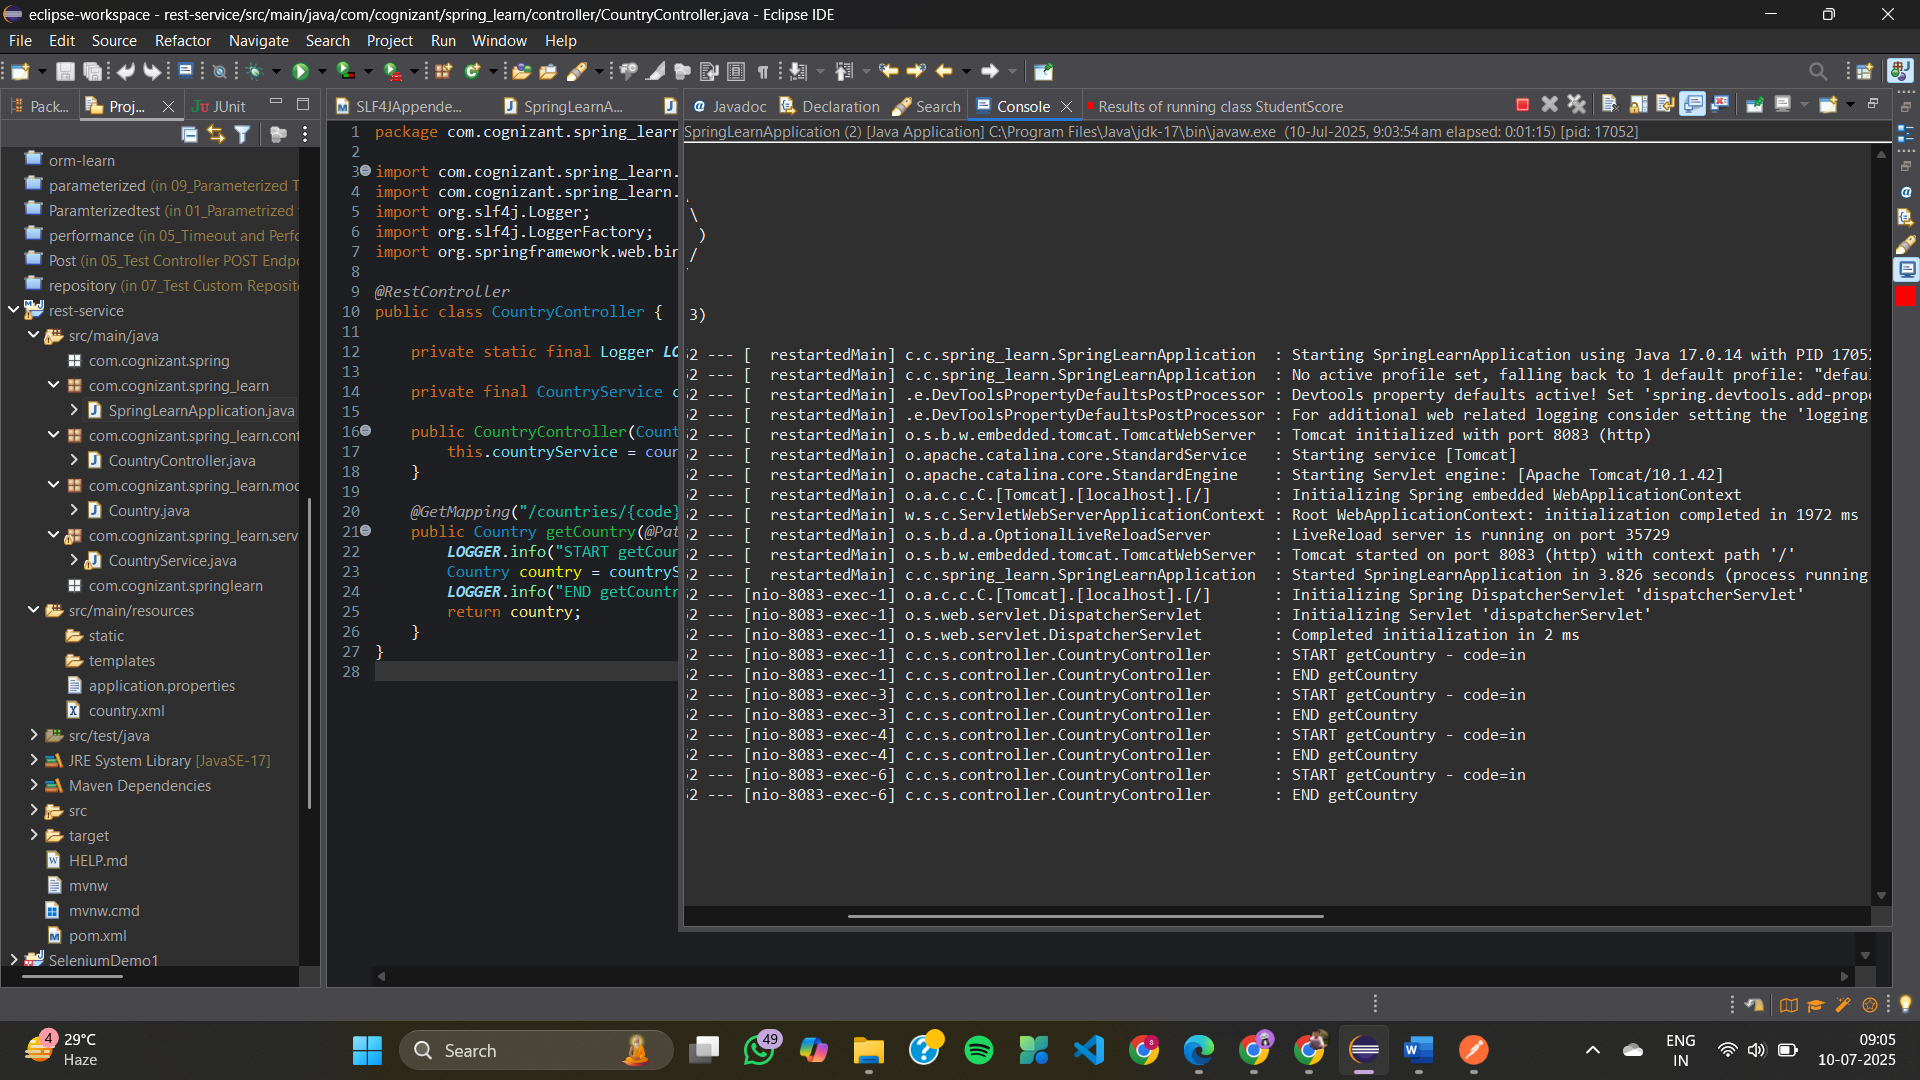 eclipse-workspace - rest-service/src/main/java/com/cognizant/spring_learn/controller/CountryController.java - Eclipse IDE
File Edit Source Refactor Navigate Search Project Run Window Help
Pack... Proj... JUnit
orm-learn
parameterized (in 09_Parameterized T
Paramterizedtest (in 01_Parametrized
performance (in 05_Timeout and Perfo
Post (in 05_Test Controller POST Endpo
repository (in 07_Test Custom Reposito
rest-service
src/main/java
com.cognizant.spring
com.cognizant.spring_learn
SpringLearnApplication.java
com.cognizant.spring_learn.cont
CountryController.java
com.cognizant.spring_learn.mod
Country.java
com.cognizant.spring_learn.serv
CountryService.java
com.cognizant.springlearn
src/main/resources
static
templates
application.properties
country.xml
src/test/java
JRE System Library [JavaSE-17]
Maven Dependencies
src
target
HELP.md
mvnw
mvnw.cmd
pom.xml
SeleniumDemo1
SLF4JAppende... SpringLearnA...
1 package com.cognizant.spring_learn
2
3 import com.cognizant.spring_learn.
4 import com.cognizant.spring_learn.
5 import org.slf4j.Logger;
6 import org.slf4j.LoggerFactory;
7 import org.springframework.web.bin
8
9 @RestController
10 public class CountryController {
11
12 private static final Logger LO
13
14 private final CountryService c
15
16 public CountryController(Count
17 this.countryService = coun
18 }
19
20 @GetMapping("/countries/{code}
21 public Country getCountry(@Pat
22 LOGGER.info("START getCoun
23 Country country = countryS
24 LOGGER.info("END getCountr
25 return country;
26 }
27 }
28
Javadoc Declaration Search Console Results of running class StudentScore
SpringLearnApplication (2) [Java Application] C:\Program Files\Java\jdk-17\bin\javaw.exe (10-Jul-2025, 9:03:54 am elapsed: 0:01:15) [pid: 17052]
\
)
/
3)
2 --- [ restartedMain] c.c.spring_learn.SpringLearnApplication : Starting SpringLearnApplication using Java 17.0.14 with PID 17052
2 --- [ restartedMain] c.c.spring_learn.SpringLearnApplication : No active profile set, falling back to 1 default profile: "defau
2 --- [ restartedMain] .e.DevToolsPropertyDefaultsPostProcessor : Devtools property defaults active! Set 'spring.devtools.add-prope
2 --- [ restartedMain] .e.DevToolsPropertyDefaultsPostProcessor : For additional web related logging consider setting the 'logging
2 --- [ restartedMain] o.s.b.w.embedded.tomcat.TomcatWebServer : Tomcat initialized with port 8083 (http)
2 --- [ restartedMain] o.apache.catalina.core.StandardService : Starting service [Tomcat]
2 --- [ restartedMain] o.apache.catalina.core.StandardEngine : Starting Servlet engine: [Apache Tomcat/10.1.42]
2 --- [ restartedMain] o.a.c.c.C.[Tomcat].[localhost].[/] : Initializing Spring embedded WebApplicationContext
2 --- [ restartedMain] w.s.c.ServletWebServerApplicationContext : Root WebApplicationContext: initialization completed in 1972 ms
2 --- [ restartedMain] o.s.b.d.a.OptionalLiveReloadServer : LiveReload server is running on port 35729
2 --- [ restartedMain] o.s.b.w.embedded.tomcat.TomcatWebServer : Tomcat started on port 8083 (http) with context path '/'
2 --- [ restartedMain] c.c.spring_learn.SpringLearnApplication : Started SpringLearnApplication in 3.826 seconds (process running
2 --- [nio-8083-exec-1] o.a.c.c.C.[Tomcat].[localhost].[/] : Initializing Spring DispatcherServlet 'dispatcherServlet'
2 --- [nio-8083-exec-1] o.s.web.servlet.DispatcherServlet : Initializing Servlet 'dispatcherServlet'
2 --- [nio-8083-exec-1] o.s.web.servlet.DispatcherServlet : Completed initialization in 2 ms
2 --- [nio-8083-exec-1] c.c.s.controller.CountryController : START getCountry - code=in
2 --- [nio-8083-exec-1] c.c.s.controller.CountryController : END getCountry
2 --- [nio-8083-exec-3] c.c.s.controller.CountryController : START getCountry - code=in
2 --- [nio-8083-exec-3] c.c.s.controller.CountryController : END getCountry
2 --- [nio-8083-exec-4] c.c.s.controller.CountryController : START getCountry - code=in
2 --- [nio-8083-exec-4] c.c.s.controller.CountryController : END getCountry
2 --- [nio-8083-exec-6] c.c.s.controller.CountryController : START getCountry - code=in
2 --- [nio-8083-exec-6] c.c.s.controller.CountryController : END getCountry
4 29°C
Haze
Search
49
ENG
IN
09:05
10-07-2025